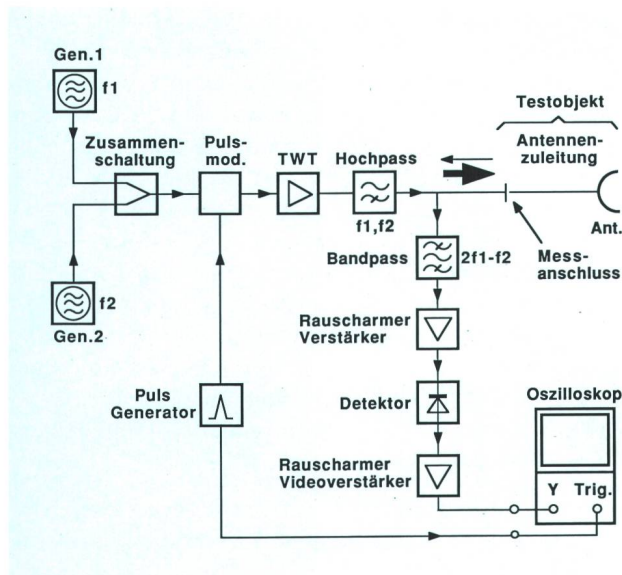 Gen.1
f1
Testobjekt
Zusammen-
schaltung
Puls-
mod.
TWT
Hochpass
Antennen-
zuleitung
f1,f2
Ant.
Bandpass
2f1-f2
Mess-
anschluss
f2
Gen.2
Rauscharmer
Verstärker
Puls
Generator
Detektor
Oszilloskop
Rauscharmer
Videoverstärker
Y
Trig.